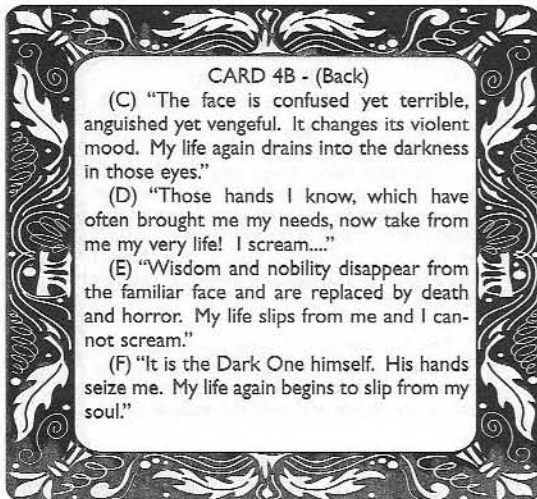 CARD 4B - (Back)
(C) “The face is confused yet terrible,
anguished yet vengeful. It changes its violent
mood. My life again drains into the darkness
in those eyes.”
(D) “Those hands I know, which have
often brought me my needs, now take from
me my very life! I scream....”
(E) “Wisdom and nobility disappear from
the familiar face and are replaced by death
and horror. My life slips from me and I can-
not scream.”
(F) “It is the Dark One himself. His hands
seize me. My life again begins to slip from my
soul.”